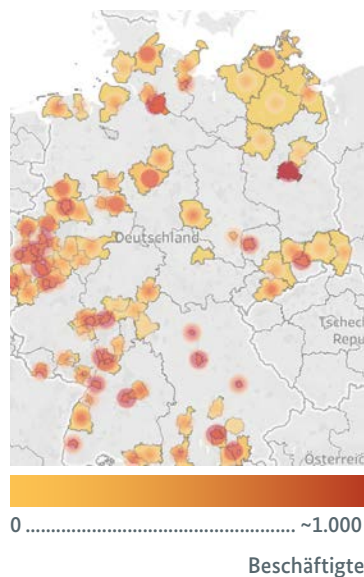 Deutschland
Tschech
Repu
Österreic
0 ........................................................ ~1.000
Beschäftigte